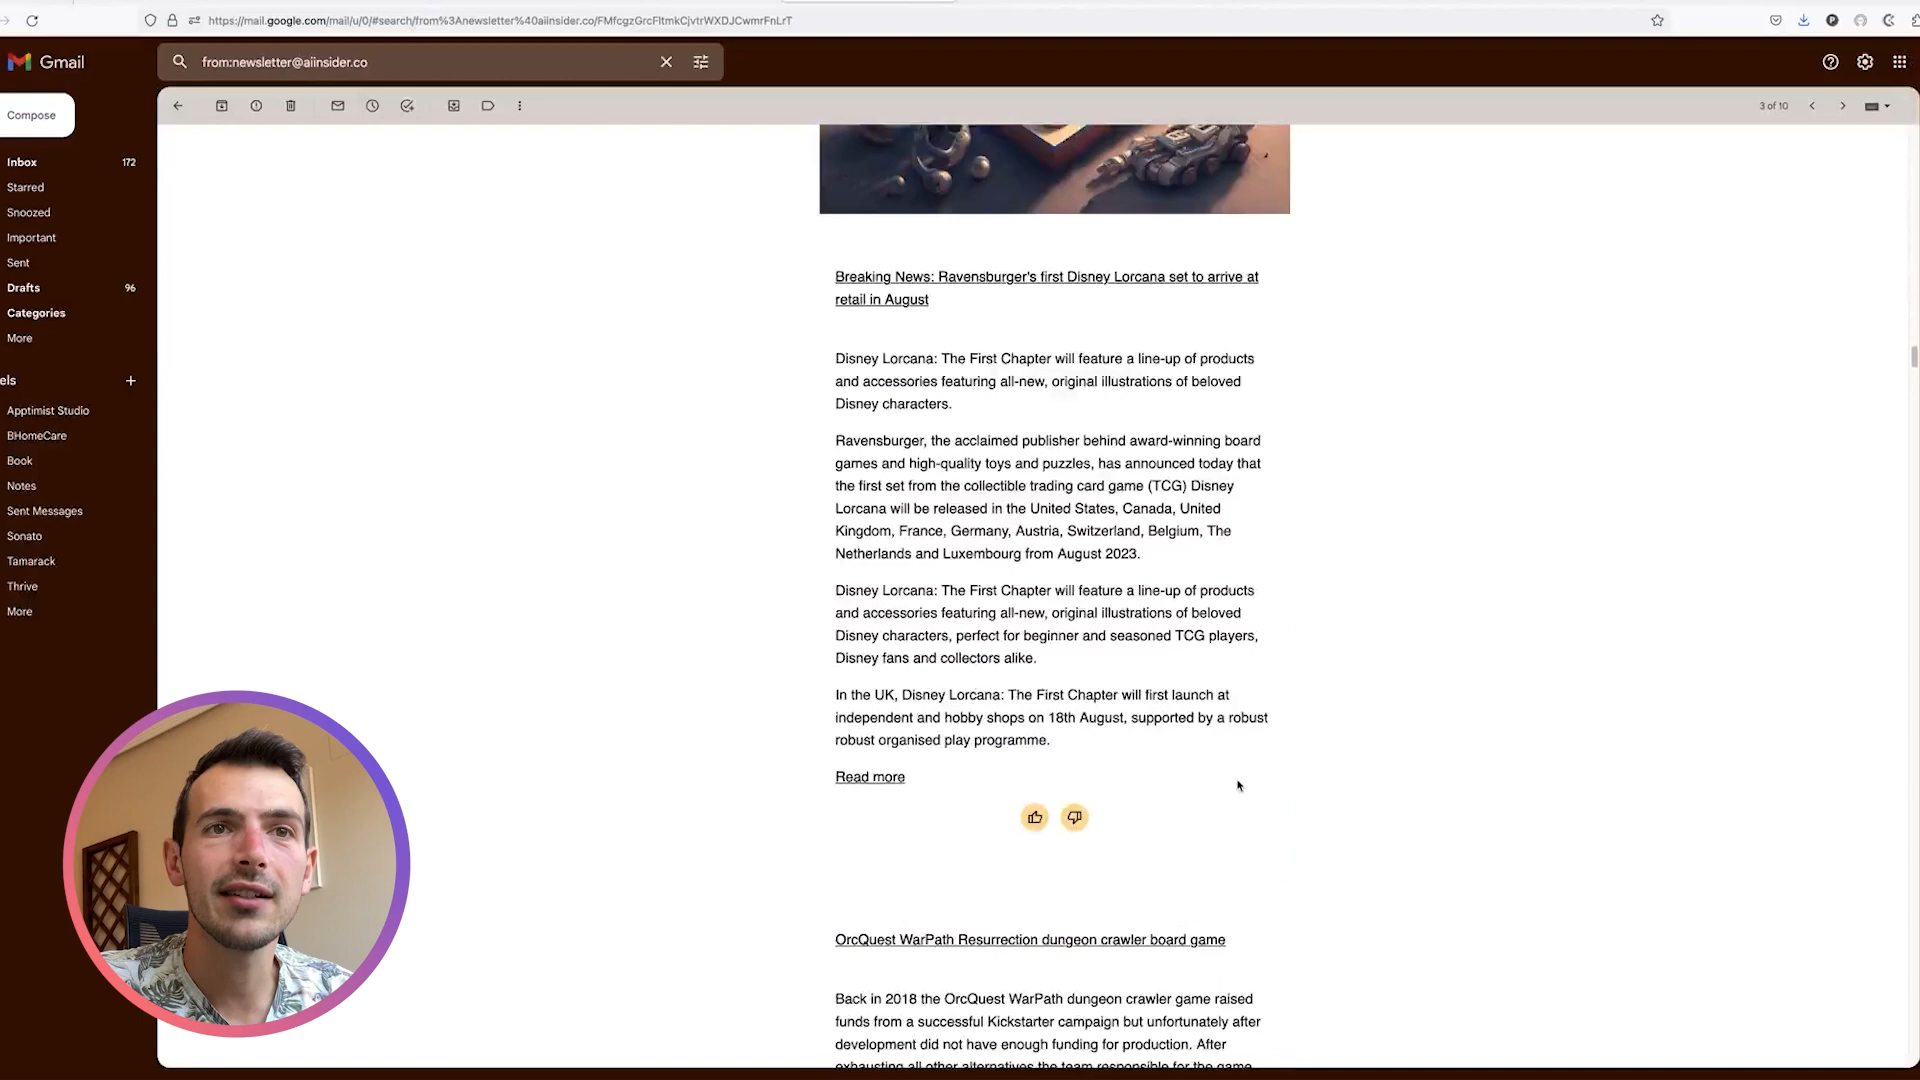 https://mail.google.com/mail/u/0/#search/from%3Anewsletter%40aiinsider.co/FMfcgzGrcFltmkCjvtrWXDJCwmrFnLrT
Gmail
from:newsletter@aiinsider.co
Compose
3 of 10
Inbox 172
Starred
Snoozed
Important
Sent
Drafts 96
Categories
More
els
Apptimist Studio
BHomeCare
Book
Notes
Sent Messages
Sonato
Tamarack
Thrive
More
Breaking News: Ravensburger's first Disney Lorcana set to arrive at
retail in August
Disney Lorcana: The First Chapter will feature a line-up of products
and accessories featuring all-new, original illustrations of beloved
Disney characters.
Ravensburger, the acclaimed publisher behind award-winning board
games and high-quality toys and puzzles, has announced today that
the first set from the collectible trading card game (TCG) Disney
Lorcana will be released in the United States, Canada, United
Kingdom, France, Germany, Austria, Switzerland, Belgium, The
Netherlands and Luxembourg from August 2023.
Disney Lorcana: The First Chapter will feature a line-up of products
and accessories featuring all-new, original illustrations of beloved
Disney characters, perfect for beginner and seasoned TCG players,
Disney fans and collectors alike.
In the UK, Disney Lorcana: The First Chapter will first launch at
independent and hobby shops on 18th August, supported by a robust
robust organised play programme.
Read more
OrcQuest WarPath Resurrection dungeon crawler board game
Back in 2018 the OrcQuest WarPath dungeon crawler game raised
funds from a successful Kickstarter campaign but unfortunately after
development did not have enough funding for production. After
exhausting all other alternatives the team responsible for the game